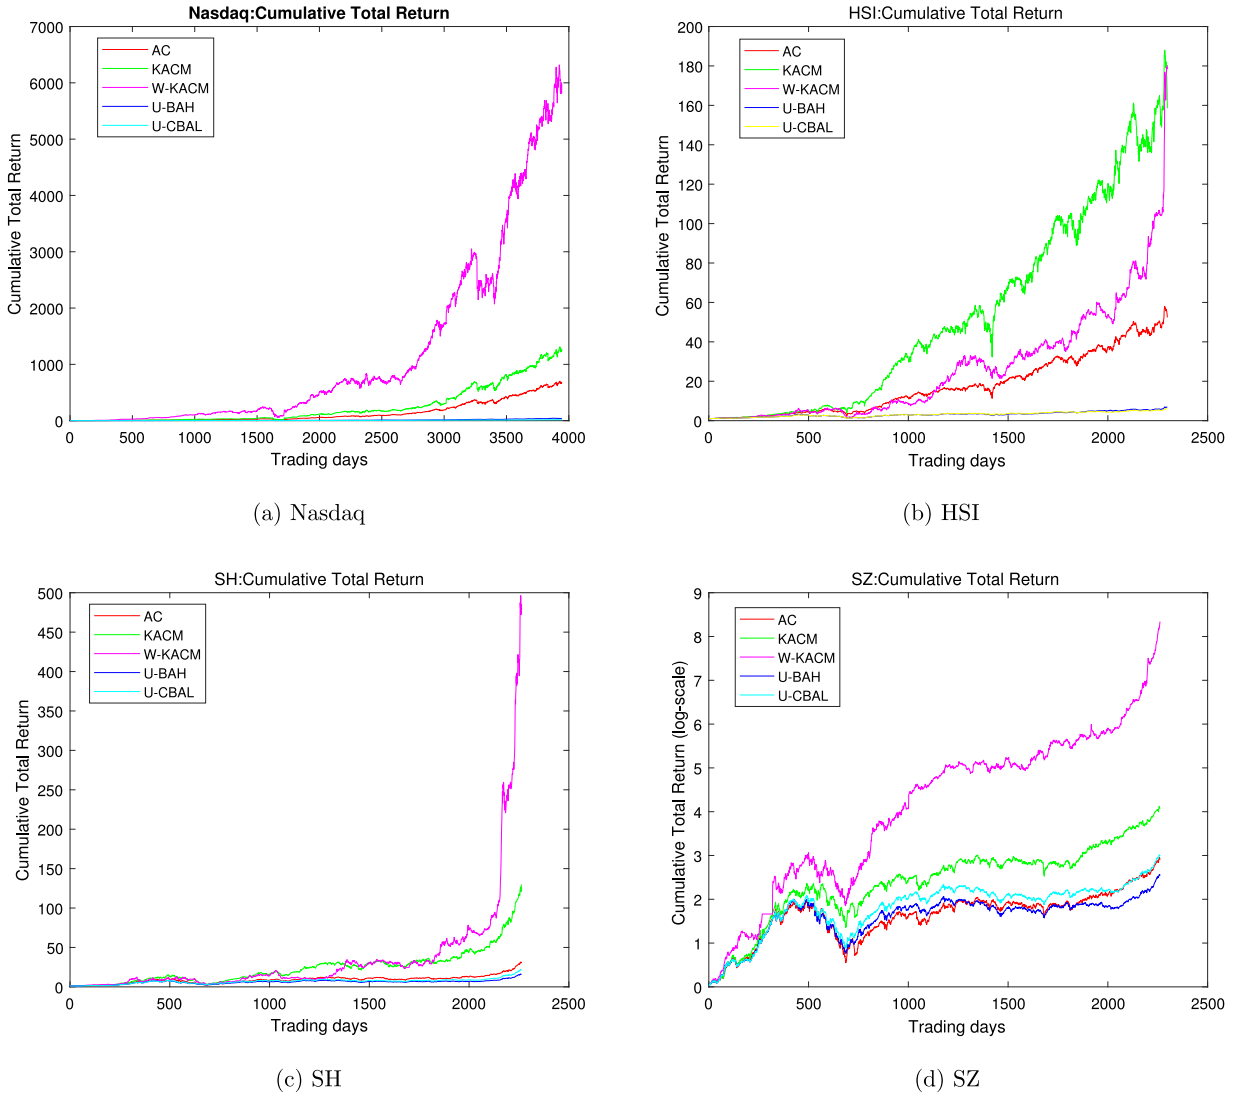 Nasdaq:Cumulative Total Return
7000
6000
5000
4000
3000
2000
1000
0
Cumulative Total Return
AC
KACM
W-KACM
U-BAH
U-CBAL
0 500 1000 1500 2000 2500 3000 3500 4000
Trading days
(a) Nasdaq
HSI:Cumulative Total Return
200
180
160
140
120
100
80
60
40
20
0
Cumulative Total Return
AC
KACM
W-KACM
U-BAH
U-CBAL
0 500 1000 1500 2000 2500
Trading days
(b) HSI
SH:Cumulative Total Return
500
450
400
350
300
250
200
150
100
50
0
Cumulative Total Return
AC
KACM
W-KACM
U-BAH
U-CBAL
0 500 1000 1500 2000 2500
Trading days
(c) SH
SZ:Cumulative Total Return
9
8
7
6
5
4
3
2
1
0
Cumulative Total Return (log-scale)
AC
KACM
W-KACM
U-BAH
U-CBAL
0 500 1000 1500 2000 2500
Trading days
(d) SZ